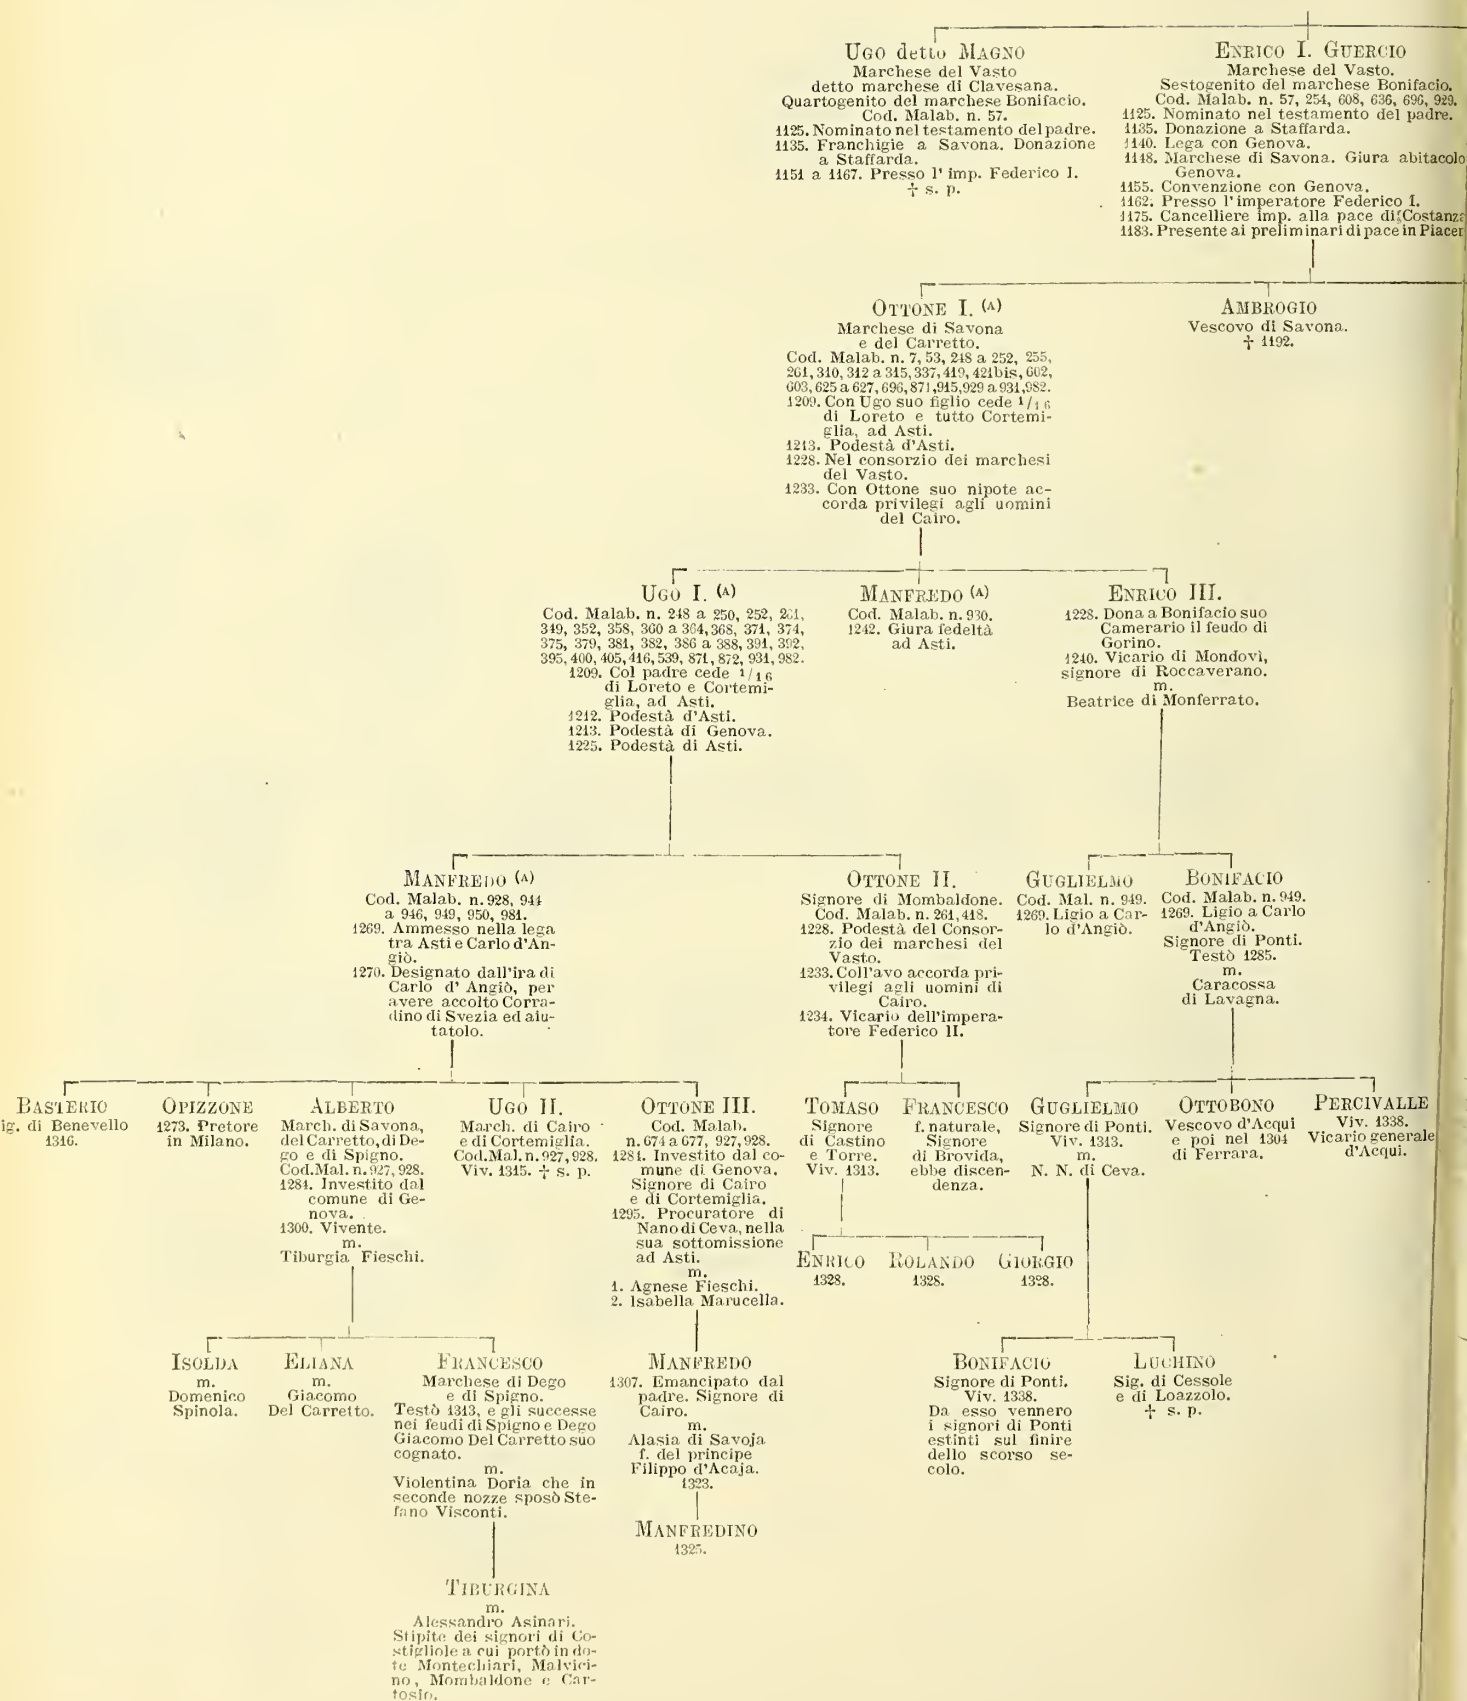 UGO detto MAGNO
Marchese del Vasto
detto marchese di Clavesana.
Quartogenito del marchese Bonifacio.
Cod. Malab. n. 57.
1125. Nominato nel testamento del padre.
1135. Franchigie a Savona. Donazione
a Staffarda.
1151 a 1167. Presso l' imp. Federico I.
† s. p.
ENRICO I. GUERCIO
Marchese del Vasto.
Sestogenito del marchese Bonifacio.
Cod. Malab. n. 57, 254, 608, 636, 696, 929.
1125. Nominato nel testamento del padre.
1135. Donazione a Staffarda.
1140. Lega con Genova.
1148. Marchese di Savona. Giura abitacolo
Genova.
1155. Convenzione con Genova.
1162. Presso l'imperatore Federico I.
1175. Cancelliere imp. alla pace di Costanza
1183. Presente ai preliminari di pace in Piacen
OTTONE I. (A)
Marchese di Savona
e del Carretto.
Cod. Malab. n. 7, 53, 248 a 252, 255,
261, 310, 312 a 315, 337, 419, 421bis, 602,
603, 625 a 627, 696, 871, 915, 929 a 931, 982.
1209. Con Ugo suo figlio cede 1/16
di Loreto e tutto Cortemi-
glia, ad Asti.
1213. Podestà d'Asti.
1228. Nel consorzio dei marchesi
del Vasto.
1233. Con Ottone suo nipote ac-
corda privilegi agli uomini
del Cairo.
AMBROGIO
Vescovo di Savona.
† 1192.
UGO I. (A)
Cod. Malab. n. 248 a 250, 252, 261,
349, 352, 358, 360 a 364, 368, 371, 374,
375, 379, 381, 382, 386 a 388, 391, 392,
395, 400, 405, 416, 539, 871, 872, 931, 982.
1209. Col padre cede 1/16
di Loreto e Cortemi-
glia, ad Asti.
1212. Podestà d'Asti.
1213. Podestà di Genova.
1225. Podestà di Asti.
MANFREDO (A)
Cod. Malab. n. 930.
1242. Giura fedeltà
ad Asti.
ENRICO III.
1228. Dona a Bonifacio suo
Camerario il feudo di
Gorino.
1240. Vicario di Mondovì,
signore di Roccaverano.
m.
Beatrice di Monferrato.
MANFREDO (A)
Cod. Malab. n. 928, 944
a 946, 949, 950, 981.
1269. Ammesso nella lega
tra Asti e Carlo d'An-
giò.
1270. Designato dall'ira di
Carlo d' Angiò, per
avere accolto Corra-
dino di Svezia ed aiu-
tatolo.
OTTONE II.
Signore di Mombaldone.
Cod. Malab. n. 261, 418.
1228. Podestà del Consor-
zio dei marchesi del
Vasto.
1233. Coll'avo accorda pri-
vilegi agli uomini di
Cairo.
1234. Vicario dell'impera-
tore Federico II.
GUGLIELMO
Cod. Mal. n. 949.
1269. Ligio a Car-
lo d'Angiò.
BONIFACIO
Cod. Malab. n. 949.
1269. Ligio a Carlo
d'Angiò.
Signore di Ponti.
Testò 1285.
m.
Caracossa
di Lavagna.
BASTERIO
ig. di Benevello
1316.
OPIZZONE
1273. Pretore
in Milano.
ALBERTO
March. di Savona,
del Carretto, di De-
go e di Spigno.
Cod. Mal. n. 927, 928.
1281. Investito dal
comune di Ge-
nova.
1300. Vivente.
m.
Tiburgia Fieschi.
UGO II.
March. di Cairo
e di Cortemiglia.
Cod. Mal. n. 927, 928.
Viv. 1315. † s. p.
OTTONE III.
Cod. Malab.
n. 674 a 677, 927, 928.
1281. Investito dal co-
mune di Genova.
Signore di Cairo
e di Cortemiglia.
1295. Procuratore di
Nano di Ceva, nella
sua sottomissione
ad Asti.
m.
1. Agnese Fieschi.
2. Isabella Marucella.
TOMASO
Signore
di Castino
e Torre.
Viv. 1313.
FRANCESCO
f. naturale,
Signore
di Brovida,
ebbe discen-
denza.
GUGLIELMO
Signore di Ponti.
Viv. 1313.
m.
N. N. di Ceva.
OTTOBONO
Vescovo d'Acqui
e poi nel 1304
di Ferrara.
PERCIVALLE
Viv. 1338.
Vicario generale
d'Acqui.
ENRICO
1328.
ROLANDO
1328.
GIORGIO
1328.
ISOLDA
m.
Domenico
Spinola.
ELIANA
m.
Giacomo
Del Carretto.
FRANCESCO
Marchese di Dego
e di Spigno.
Testò 1313, e gli successe
nei feudi di Spigno e Dego
Giacomo Del Carretto suo
cognato.
m.
Violentina Doria che in
seconde nozze sposò Ste-
fano Visconti.
MANFREDO
1307. Emancipato dal
padre. Signore di
Cairo.
m.
Alasia di Savoja
f. del principe
Filippo d'Acaja.
1323.
BONIFACIO
Signore di Ponti.
Viv. 1338.
Da esso vennero
i signori di Ponti
estinti sul finire
dello scorso se-
colo.
LUCHINO
Sig. di Cessole
e di Loazzolo.
† s. p.
MANFREDINO
1325.
TIBURGINA
m.
Alessandro Asinari.
Stipite dei signori di Co-
stigliole a cui portò in do-
te Montechiari, Malvici-
no, Mombaldone e Car-
tosio.